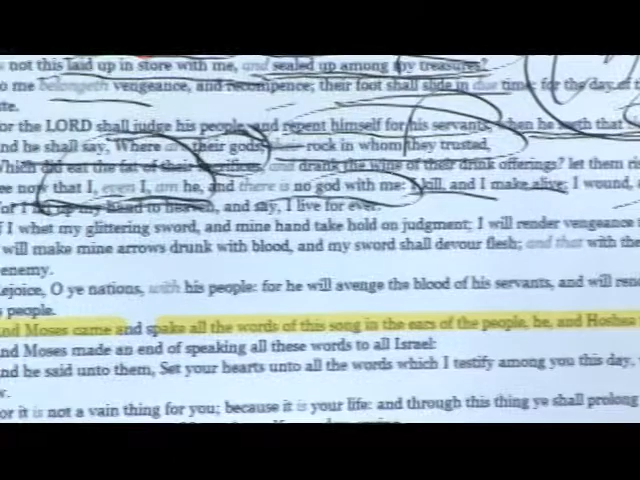 s not this laid up in store with me, and sealed up among my treasures?
o me belongeth vengeance, and recompence; their foot shall slide in due time: for the day of t
te.
or the LORD shall judge his people, and repent himself for his servants, when he seeth that
nd he shall say, Where are their gods, their rock in whom they trusted,
Which did eat the fat of their sacrifices, and drank the wine of their drink offerings? let them ri
ee now that I, even I, am he, and there is no god with me: I kill, and I make alive; I wound,
For I lift up my hand to heaven, and say, I live for ever.
f I whet my glittering sword, and mine hand take hold on judgment; I will render vengeance
will make mine arrows drunk with blood, and my sword shall devour flesh; and that with the
enemy.
Rejoice, O ye nations, with his people: for he will avenge the blood of his servants, and will rend
s people.
nd Moses came and spake all the words of this song in the ears of the people, he, and Hoshea
nd Moses made an end of speaking all these words to all Israel:
nd he said unto them, Set your hearts unto all the words which I testify among you this day,
w.
or it is not a vain thing for you; because it is your life: and through this thing ye shall prolong